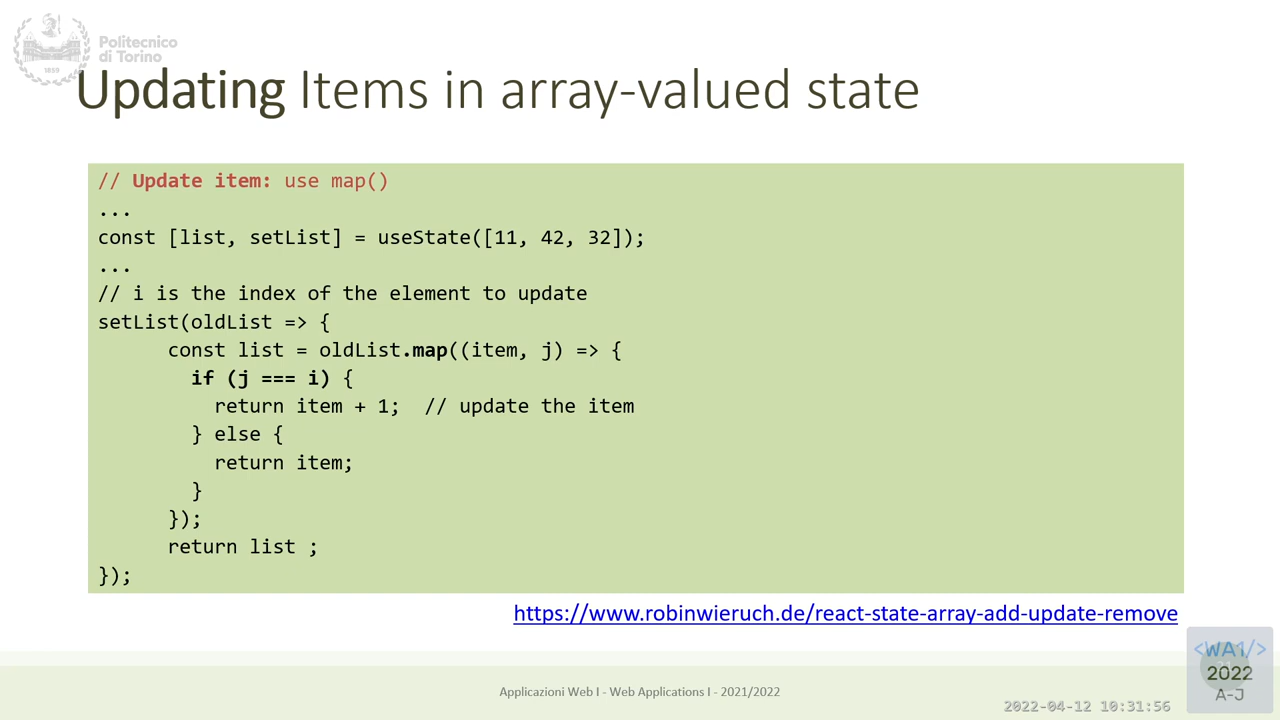 Politecnico
di Torino
1859
Updating Items in array-valued state
// Update item: use map()
...
const [list, setList] = useState([11, 42, 32]);
...
// i is the index of the element to update
setList(oldList => {
const list = oldList.map((item, j) => {
if (j === i) {
return item + 1; // update the item
} else {
return item;
}
});
return list ;
});
https://www.robinwieruch.de/react-state-array-add-update-remove
<WA1/>
2022
A-J
Applicazioni Web I - Web Applications I - 2021/2022
2022-04-12 10:31:56